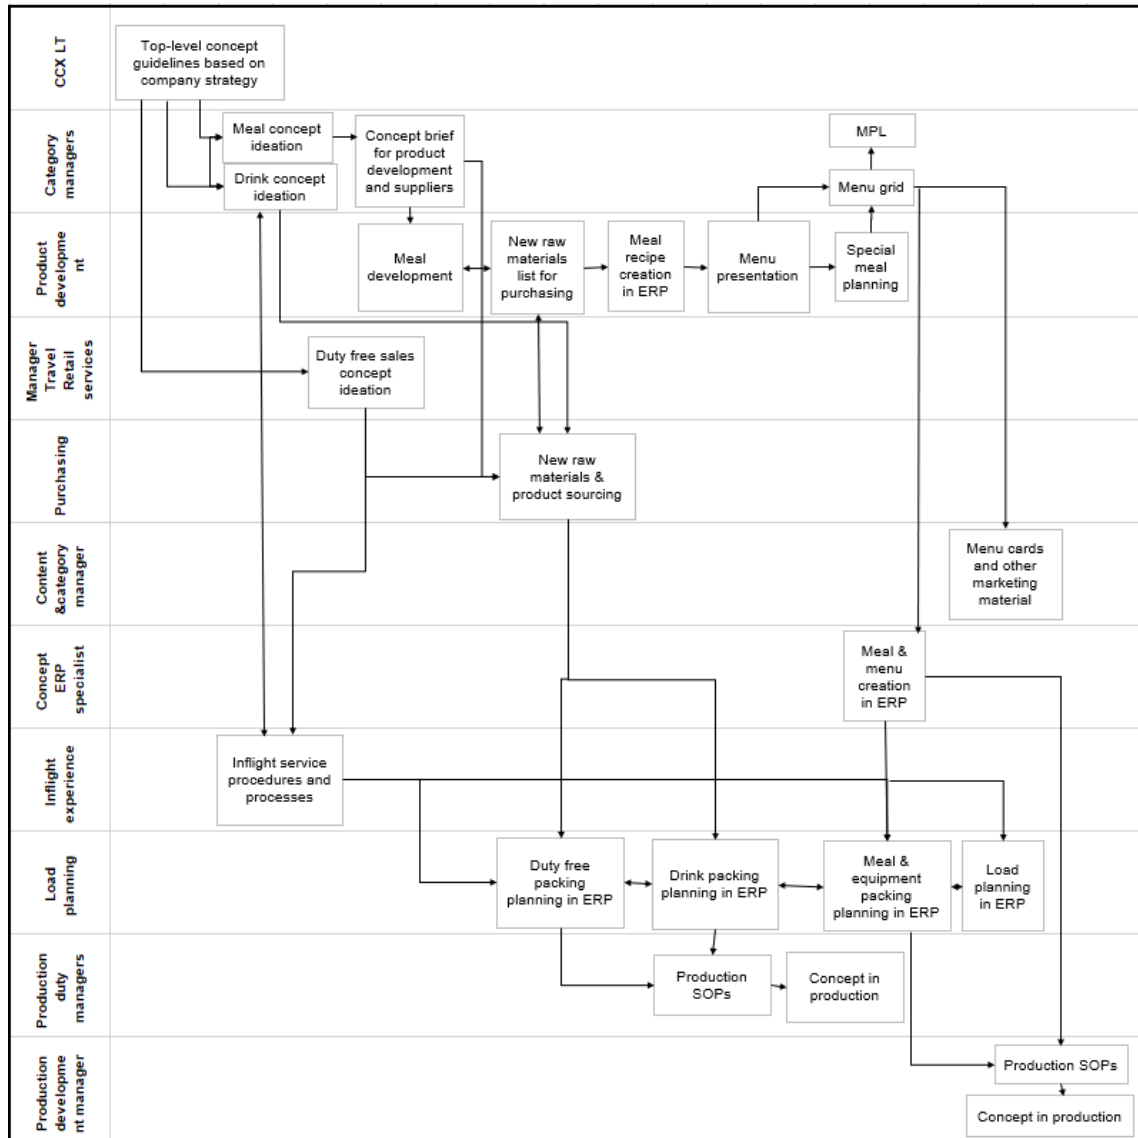 CCX LT
Top-level concept
guidelines based on
company strategy
Category
managers
Meal concept
ideation
Drink concept
ideation
Concept brief
for product
development
and suppliers
MPL
Menu grid
Product
developme
nt
Meal
development
New raw
materials
list for
purchasing
Meal
recipe
creation
in ERP
Menu
presentation
Special
meal
planning
Manager
Travel
Retail
services
Duty free sales
concept
ideation
Purchasing
New raw
materials &
product sourcing
Content
&category
manager
Menu cards
and other
marketing
material
Concept
ERP
specialist
Meal &
menu
creation
in ERP
Inflight
experience
Inflight service
procedures and
processes
Load
planning
Duty free
packing
planning in ERP
Drink packing
planning in ERP
Meal &
equipment
packing
planning in ERP
Load
planning
in ERP
Production
duty
managers
Production
SOPs
Concept in
production
Production
developme
nt manager
Production SOPs
Concept in production